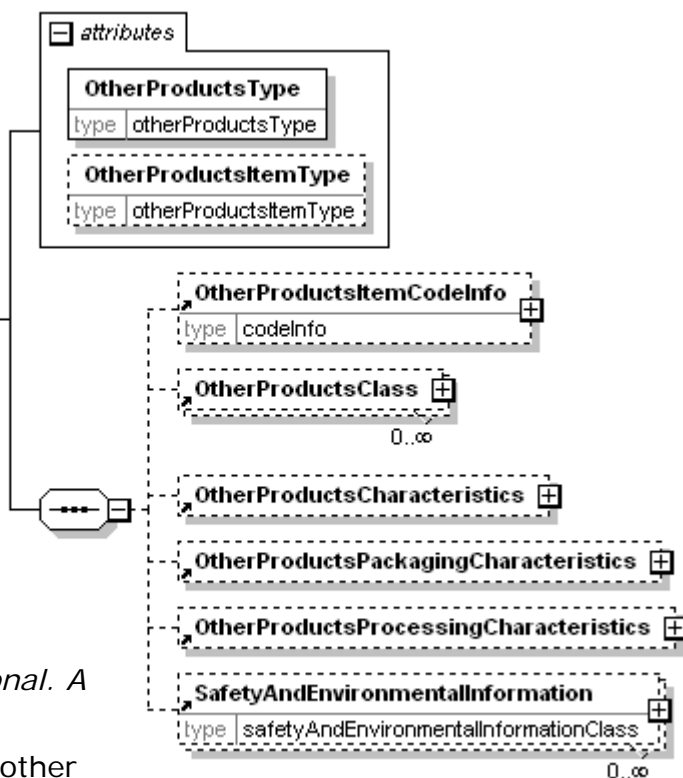 attributes
OtherProductsType
type otherProductsType
OtherProductsItemType
type otherProductsItemType
OtherProductsItemCodeInfo
type codeInfo
OtherProductsClass
0..∞
OtherProductsCharacteristics
OtherProductsPackagingCharacteristics
OtherProductsProcessingCharacteristics
SafetyAndEnvironmentalInformation
type safetyAndEnvironmentalInformationClass
0..∞
nal. A
other